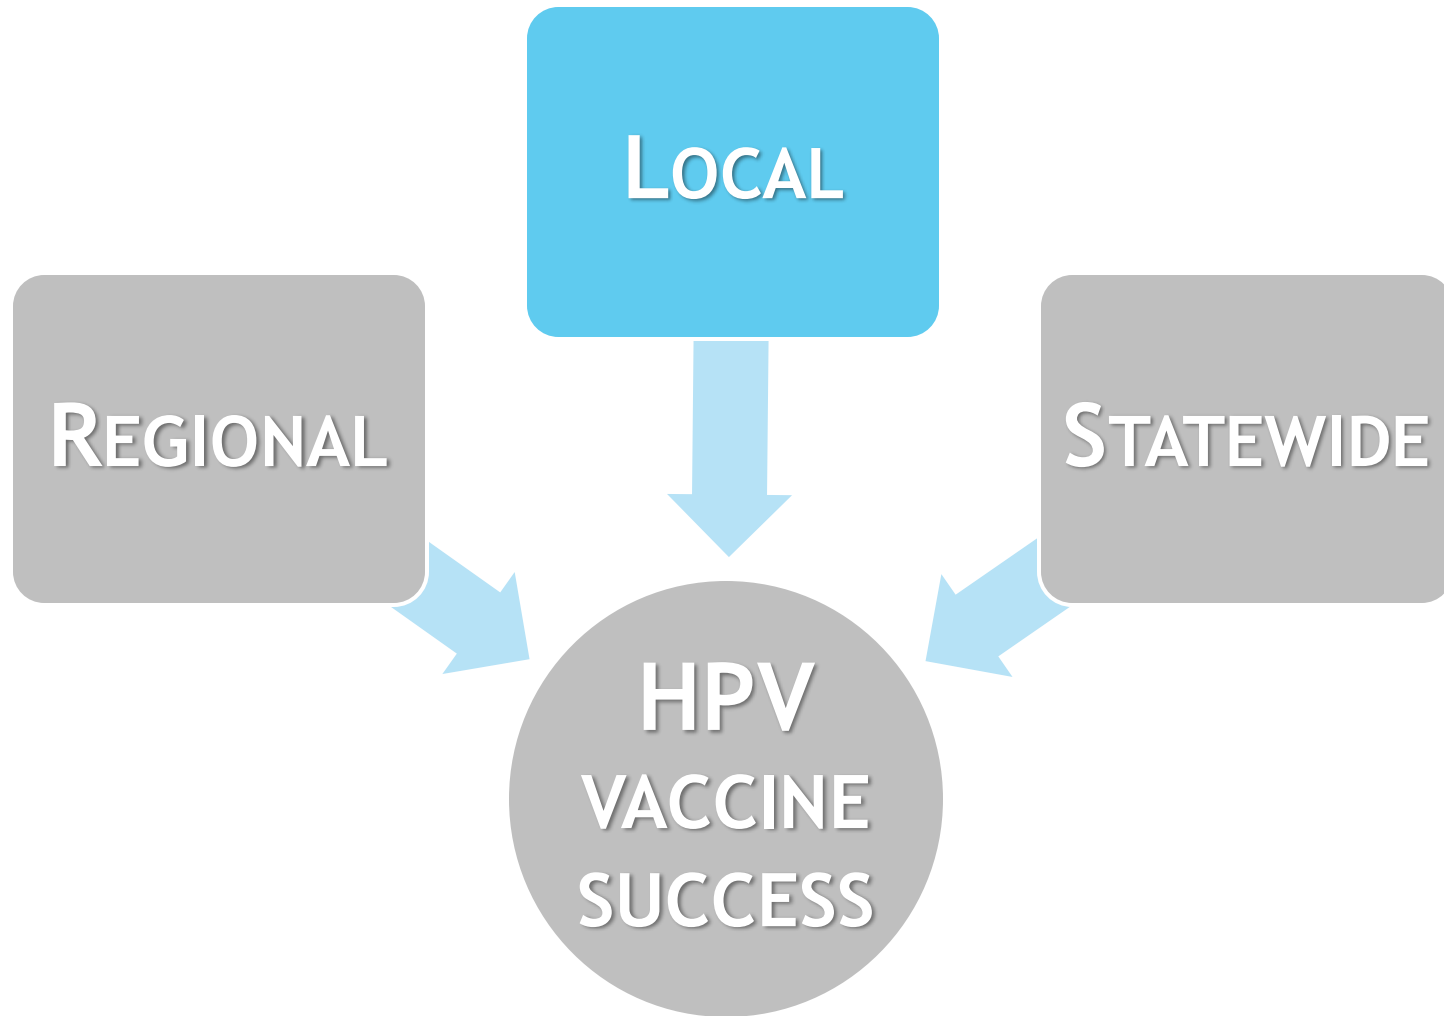 LOCAL
REGIONAL
STATEWIDE
HPV
VACCINE
SUCCESS